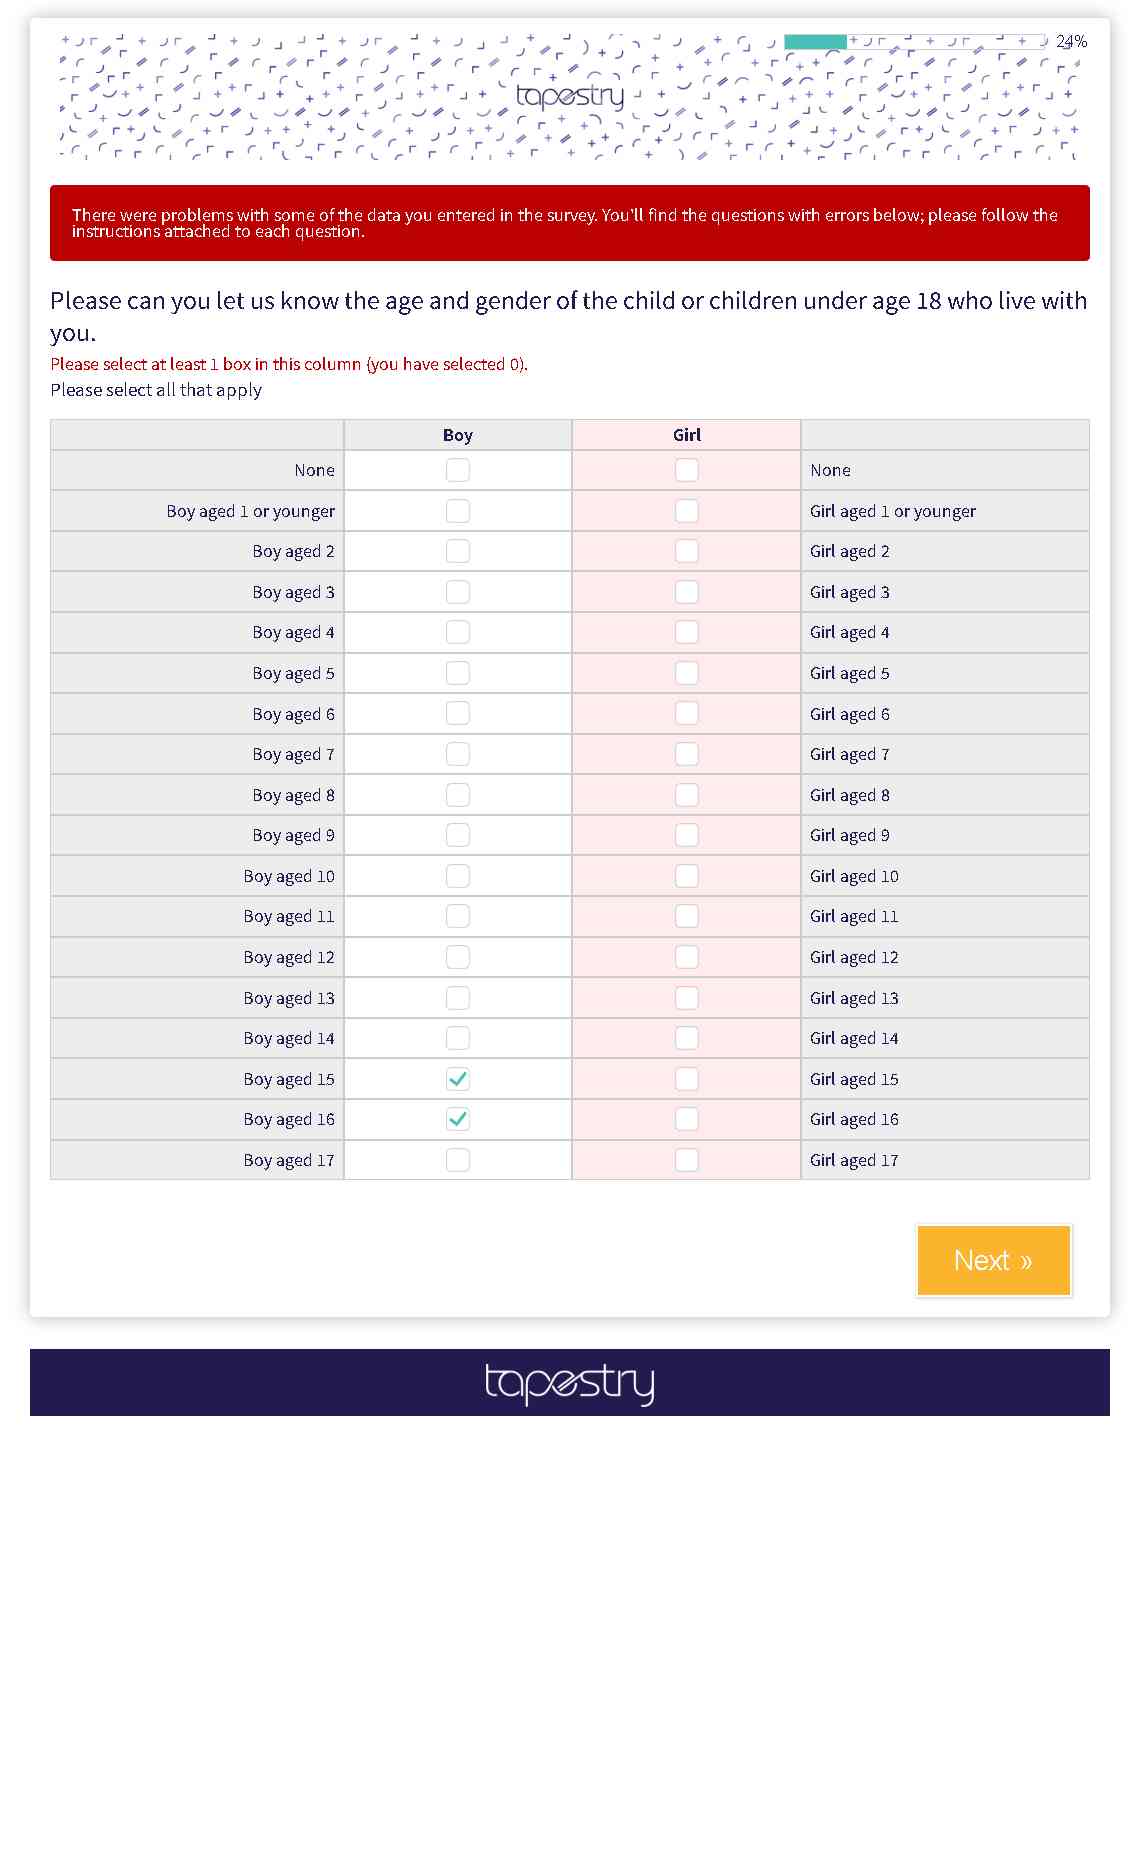 24%
tapestry
There were problems with some of the data you entered in the survey. You'll find the questions with errors below; please follow the
instructions attached to each question.
Please can you let us know the age and gender of the child or children under age 18 who live with
you.
Please select at least 1 box in this column (you have selected 0).
Please select all that apply
Boy Girl
None None
Boy aged 1 or younger Girl aged 1 or younger
Boy aged 2 Girl aged 2
Boy aged 3 Girl aged 3
Boy aged 4 Girl aged 4
Boy aged 5 Girl aged 5
Boy aged 6 Girl aged 6
Boy aged 7 Girl aged 7
Boy aged 8 Girl aged 8
Boy aged 9 Girl aged 9
Boy aged 10 Girl aged 10
Boy aged 11 Girl aged 11
Boy aged 12 Girl aged 12
Boy aged 13 Girl aged 13
Boy aged 14 Girl aged 14
Boy aged 15 Girl aged 15
Boy aged 16 Girl aged 16
Boy aged 17 Girl aged 17
Next »
tapestry